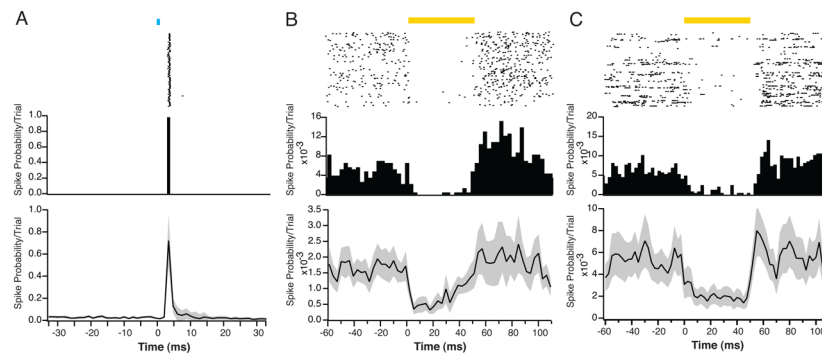 A
B
C
Spike Probability/Trial
1.0
0.8
0.6
0.4
0.2
0.0
Spike Probability/Trial
x10-3
16
12
8
4
0
Spike Probability/Trial
x10-3
20
15
10
5
0
Spike Probability/Trial
1.0
0.8
0.6
0.4
0.2
0.0
-30 -20 -10 0 10 20 30
Time (ms)
Spike Probability/Trial
x10-3
3.5
3.0
2.5
2.0
1.5
1.0
0.5
0.0
-60 -40 -20 0 20 40 60 80 100
Time (ms)
Spike Probability/Trial
x10-3
10
8
6
4
2
0
-60 -40 -20 0 20 40 60 80 100
Time (ms)